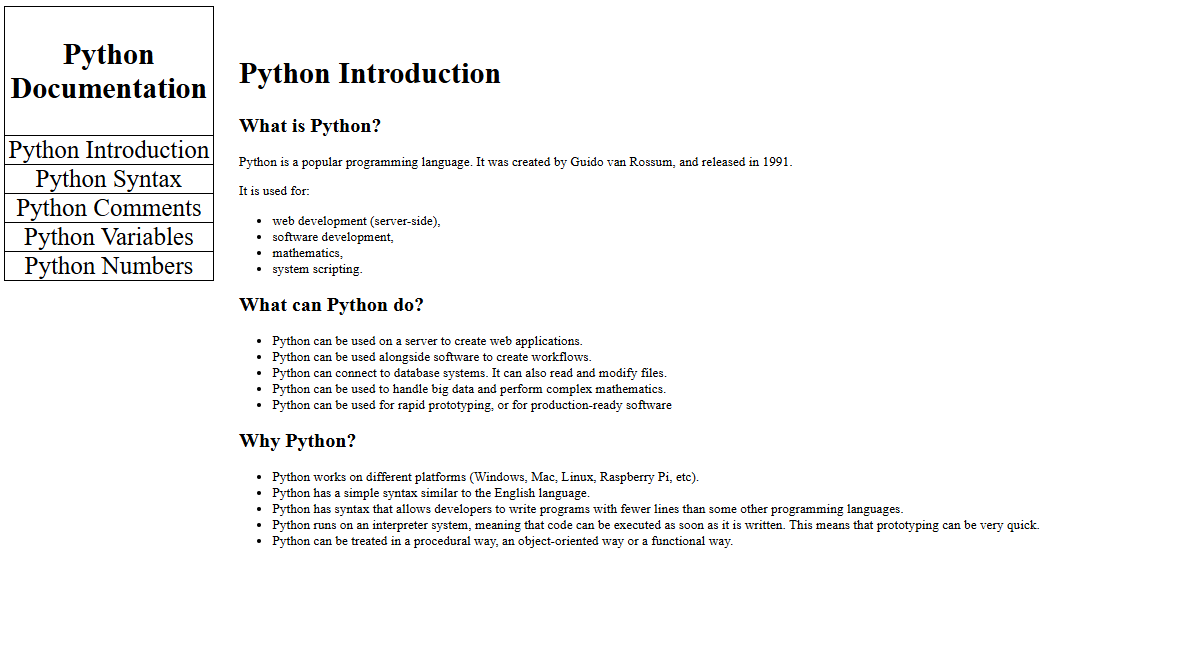 Python
Documentation
Python Introduction
Python Syntax
Python Comments
Python Variables
Python Numbers
Python Introduction
What is Python?
Python is a popular programming language. It was created by Guido van Rossum, and released in 1991.
It is used for:
• web development (server-side),
• software development,
• mathematics,
• system scripting.
What can Python do?
• Python can be used on a server to create web applications.
• Python can be used alongside software to create workflows.
• Python can connect to database systems. It can also read and modify files.
• Python can be used to handle big data and perform complex mathematics.
• Python can be used for rapid prototyping, or for production-ready software
Why Python?
• Python works on different platforms (Windows, Mac, Linux, Raspberry Pi, etc).
• Python has a simple syntax similar to the English language.
• Python has syntax that allows developers to write programs with fewer lines than some other programming languages.
• Python runs on an interpreter system, meaning that code can be executed as soon as it is written. This means that prototyping can be very quick.
• Python can be treated in a procedural way, an object-oriented way or a functional way.